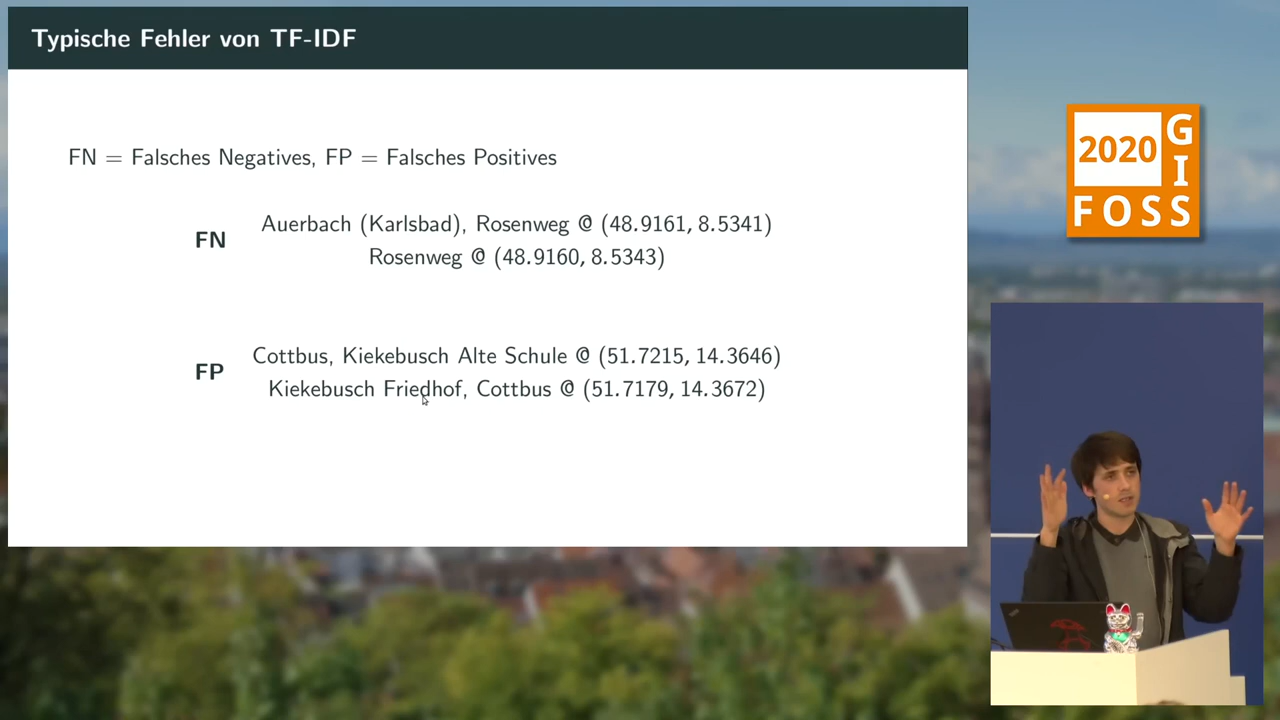 Typische Fehler von TF-IDF
FN = Falsches Negatives, FP = Falsches Positives
FN
Auerbach (Karlsbad), Rosenweg @ (48.9161, 8.5341)
Rosenweg @ (48.9160, 8.5343)
FP
Cottbus, Kiekebusch Alte Schule @ (51.7215, 14.3646)
Kiekebusch Friedhof, Cottbus @ (51.7179, 14.3672)
2020
GIS
FOSS